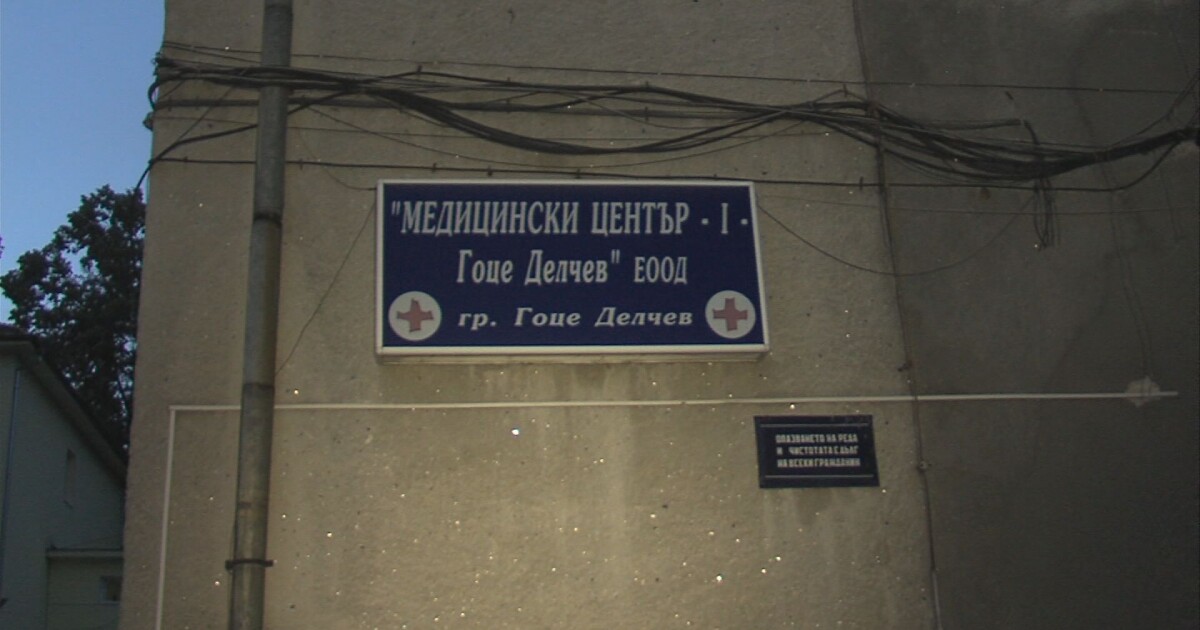 "МЕДИЦИНСКИ ЦЕНТЪР - I -
Гоце Делчев" ЕООД
гр. Гоце Делчев
ОПАЗВАНЕТО НА РЕДА
И ЧИСТОТАТА Е ДЪЛГ
НА ВСЕКИ ГРАЖДАНИН